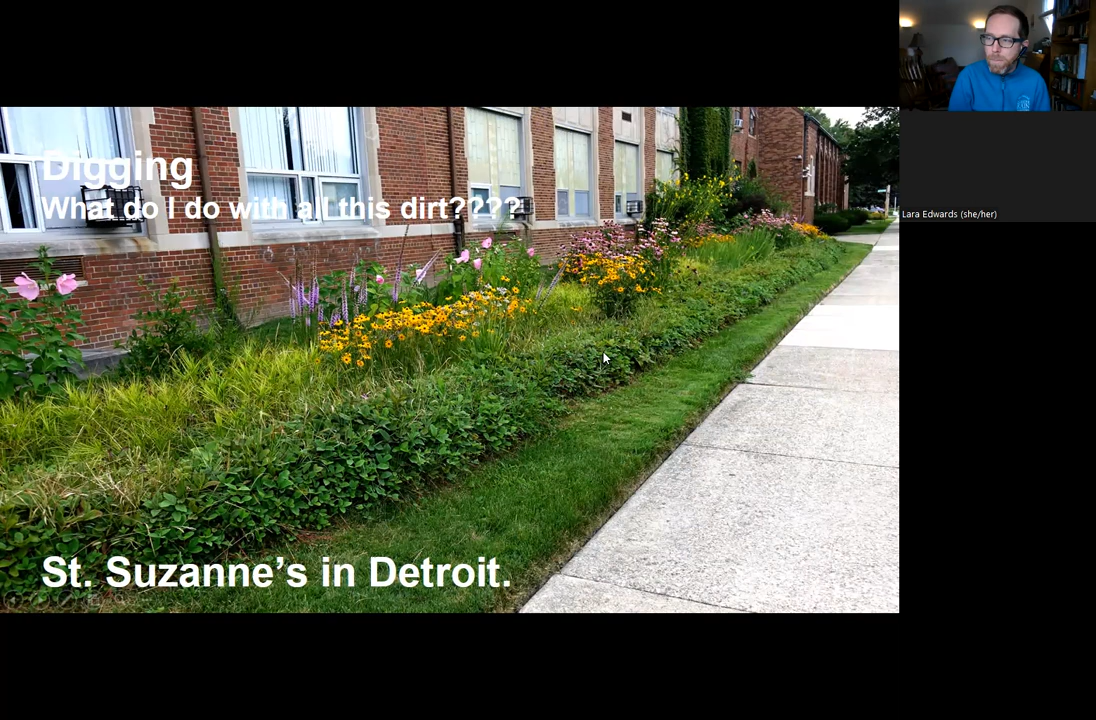 Digging
What do I do with all this dirt????
St. Suzanne's in Detroit.
Lara Edwards (she/her)